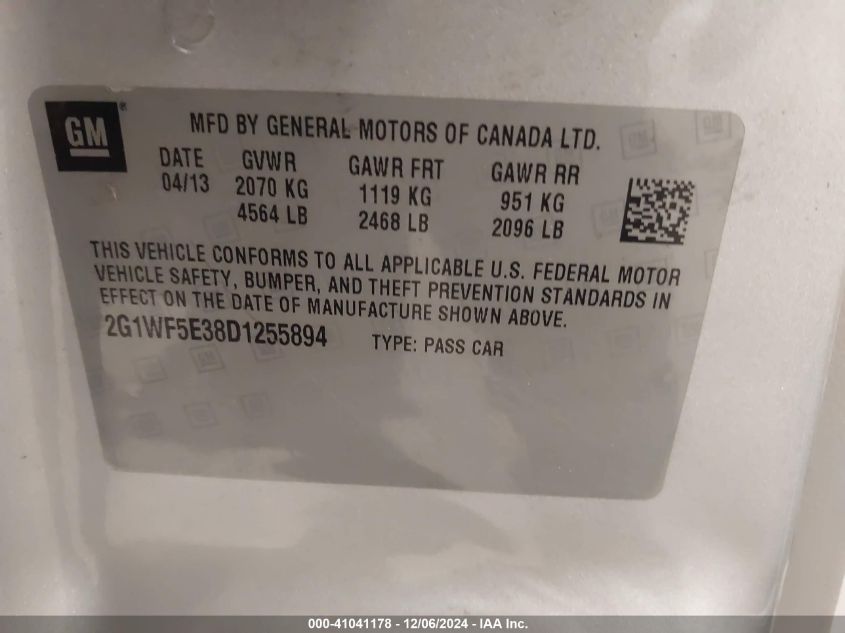 GM
MFD BY GENERAL MOTORS OF CANADA LTD.
DATE GVWR GAWR FRT GAWR RR
04/13 2070 KG 1119 KG 951 KG
4564 LB 2468 LB 2096 LB
THIS VEHICLE CONFORMS TO ALL APPLICABLE U.S. FEDERAL MOTOR
VEHICLE SAFETY, BUMPER, AND THEFT PREVENTION STANDARDS IN
EFFECT ON THE DATE OF MANUFACTURE SHOWN ABOVE.
2G1WF5E38D1255894 TYPE: PASS CAR
000-41041178 - 12/06/2024 - IAA Inc.